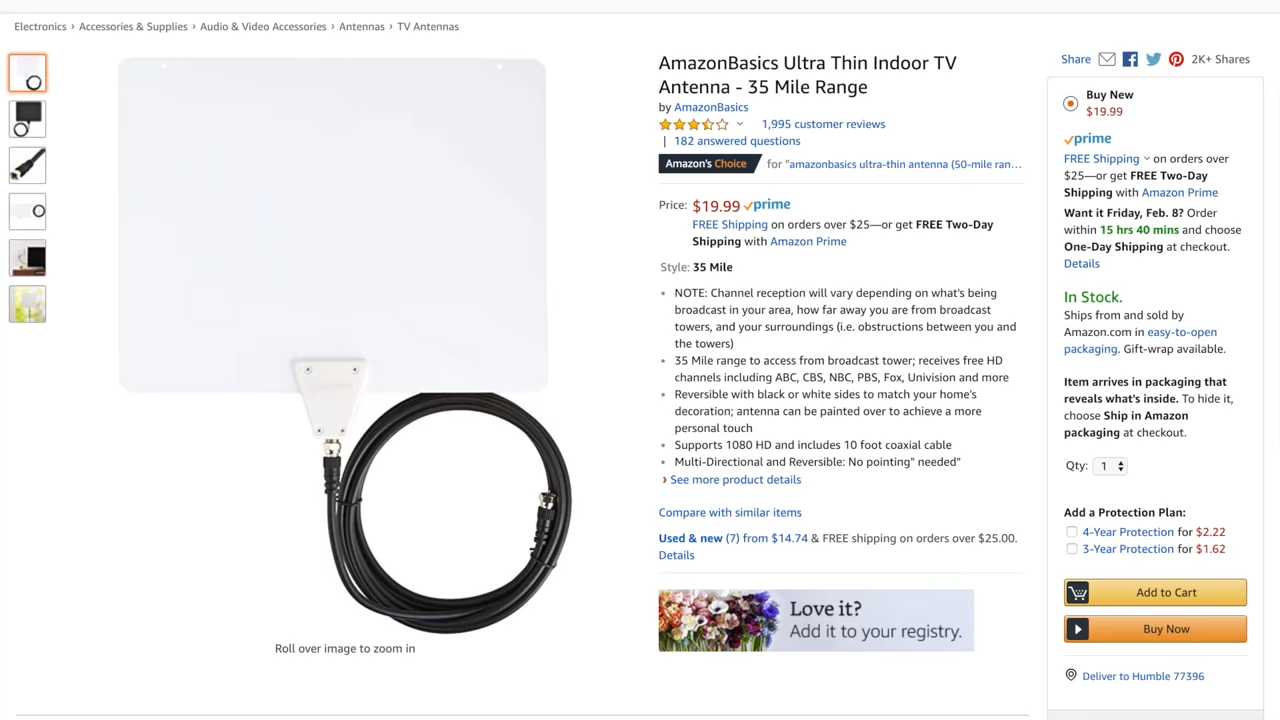 Electronics › Accessories & Supplies › Audio & Video Accessories › Antennas › TV Antennas
Roll over image to zoom in
AmazonBasics Ultra Thin Indoor TV
Antenna - 35 Mile Range
by AmazonBasics
1,995 customer reviews
| 182 answered questions
Amazon's Choice for "amazonbasics ultra-thin antenna (50-mile ran…
Price: $19.99 prime
FREE Shipping on orders over $25—or get FREE Two-Day
Shipping with Amazon Prime
Style: 35 Mile
• NOTE: Channel reception will vary depending on what's being
broadcast in your area, how far away you are from broadcast
towers, and your surroundings (i.e. obstructions between you and
the towers)
• 35 Mile range to access from broadcast tower; receives free HD
channels including ABC, CBS, NBC, PBS, Fox, Univision and more
• Reversible with black or white sides to match your home's
decoration; antenna can be painted over to achieve a more
personal touch
• Supports 1080 HD and includes 10 foot coaxial cable
• Multi-Directional and Reversible: No pointing" needed"
› See more product details
Compare with similar items
Used & new (7) from $14.74 & FREE shipping on orders over $25.00.
Details
Love it?
Add it to your registry.
Share 2K+ Shares
Buy New
$19.99
prime
FREE Shipping on orders over
$25—or get FREE Two-Day
Shipping with Amazon Prime
Want it Friday, Feb. 8? Order
within 15 hrs 40 mins and choose
One-Day Shipping at checkout.
Details
In Stock.
Ships from and sold by
Amazon.com in easy-to-open
packaging. Gift-wrap available.
Item arrives in packaging that
reveals what's inside. To hide it,
choose Ship in Amazon
packaging at checkout.
Qty: 1
Add a Protection Plan:
4-Year Protection for $2.22
3-Year Protection for $1.62
Add to Cart
Buy Now
Deliver to Humble 77396